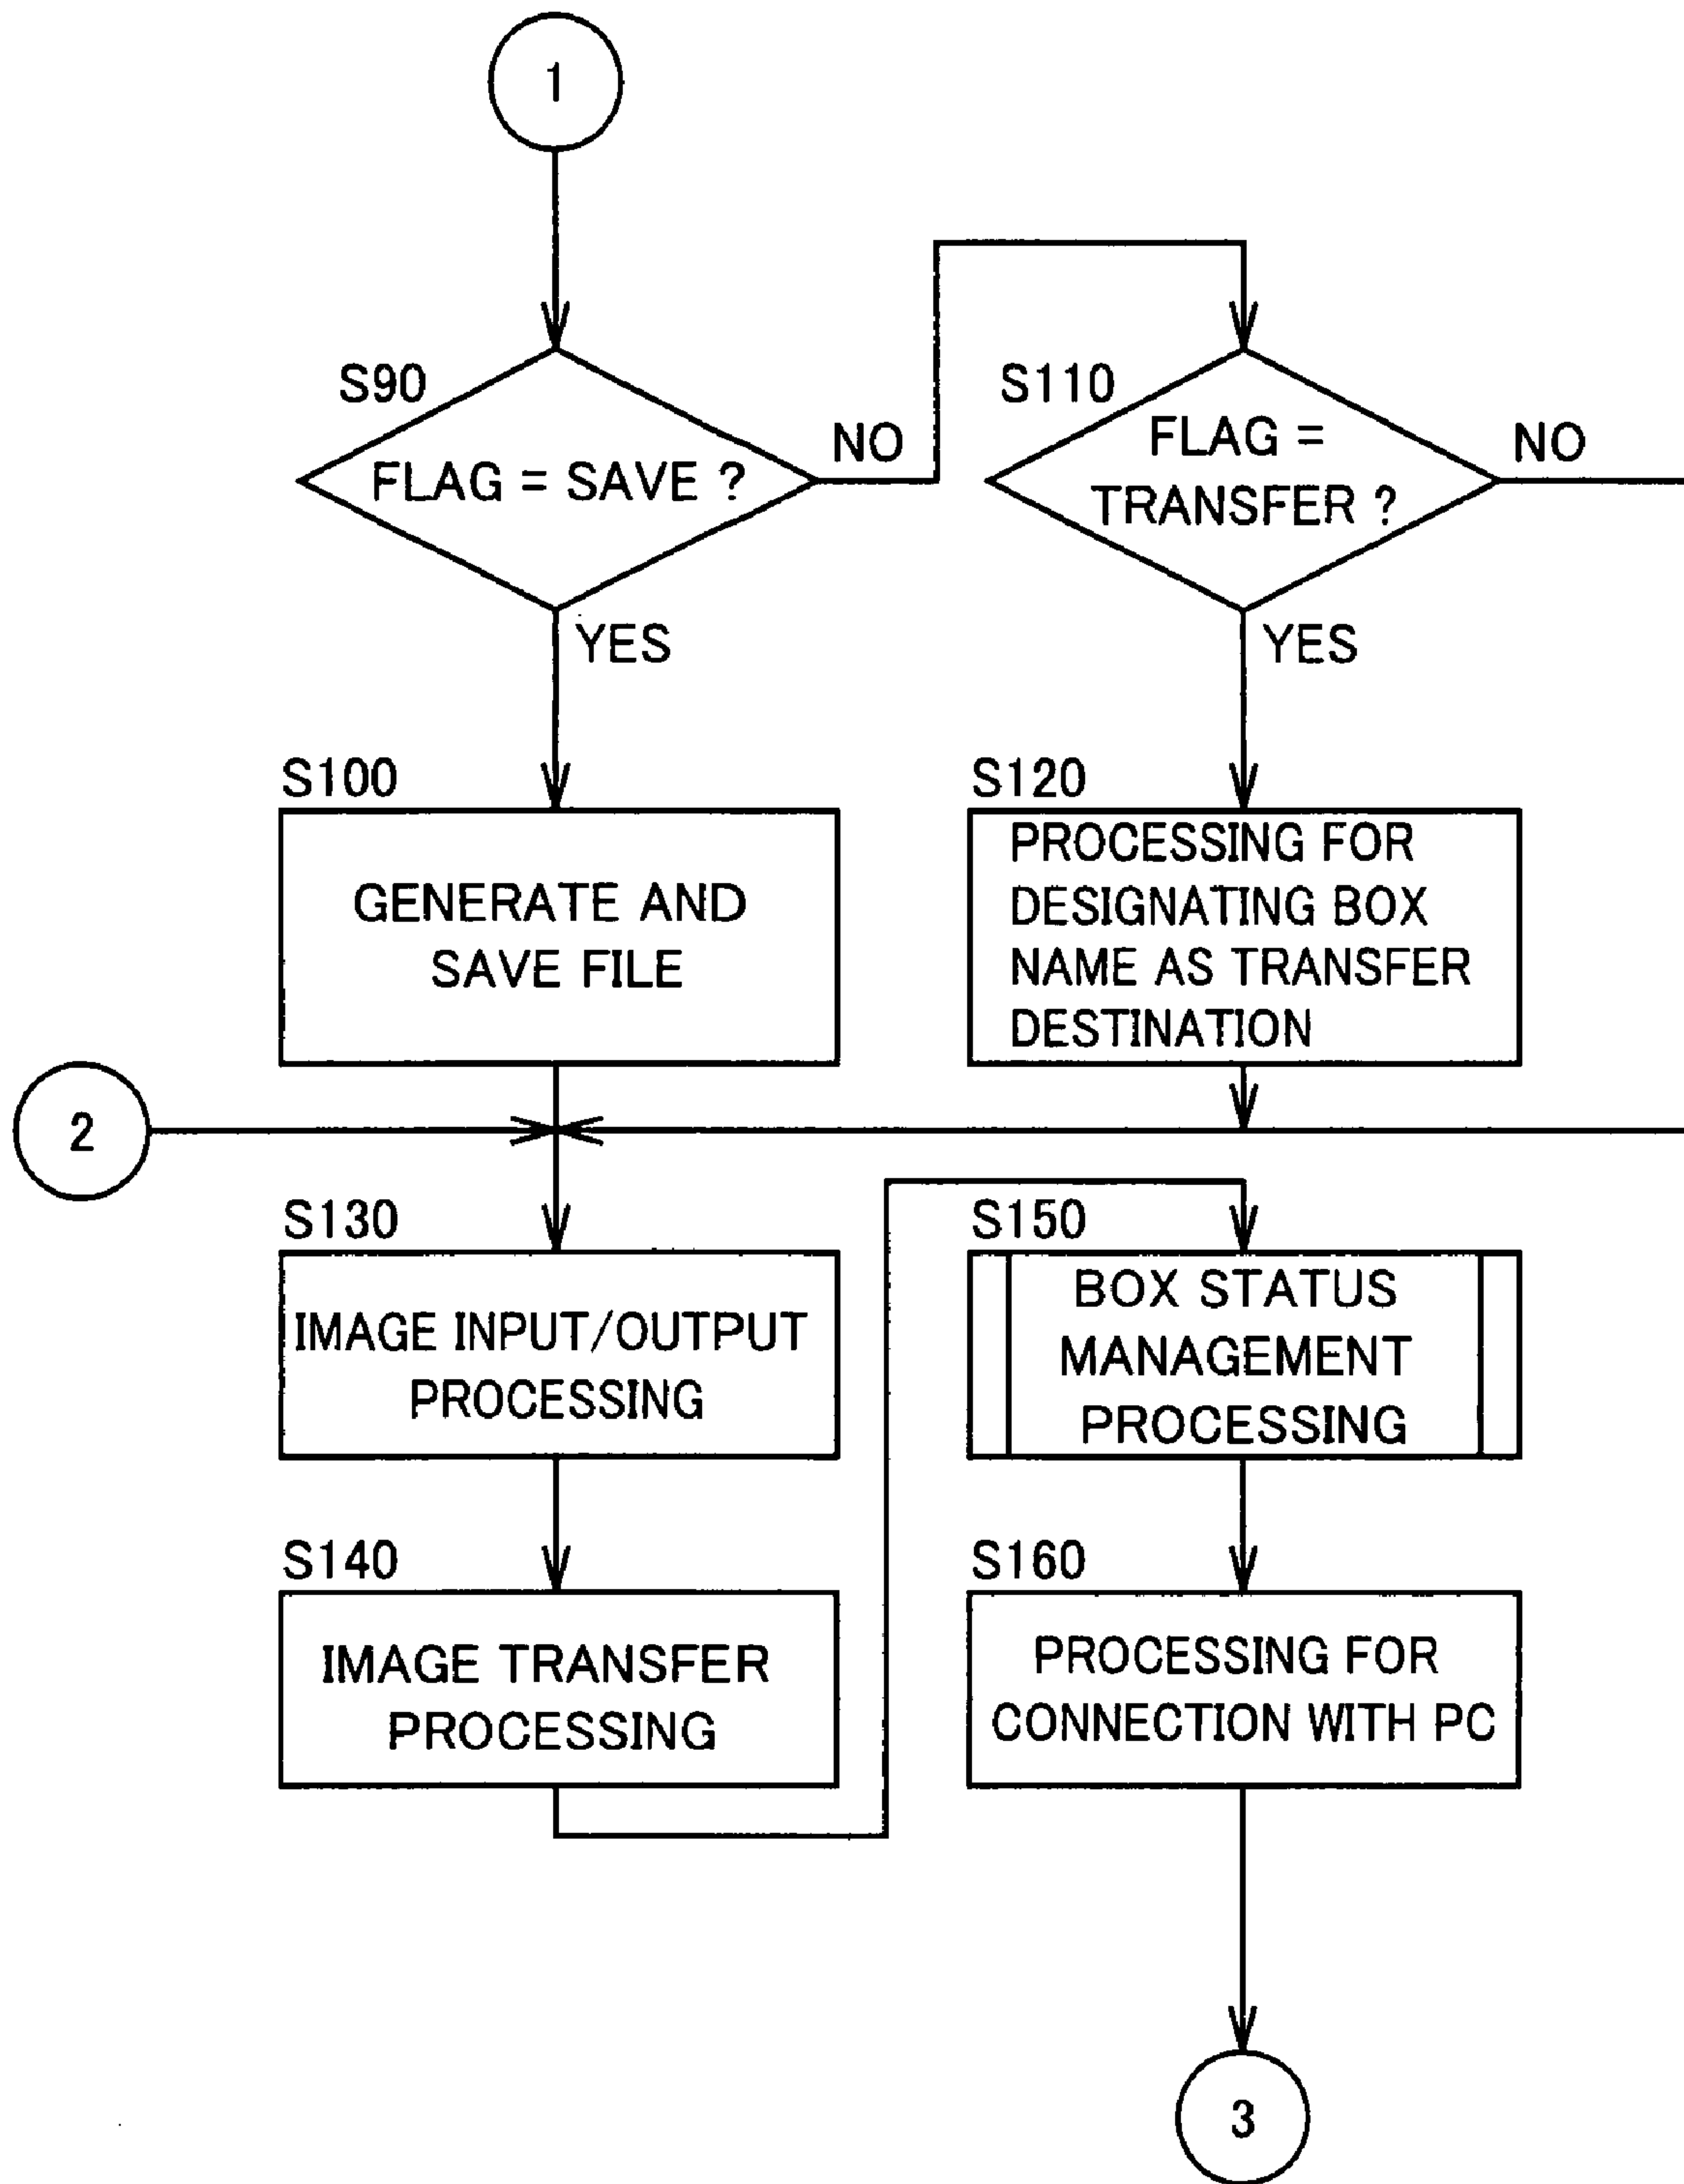 1
S90
FLAG = SAVE ?
NO
YES
S110
FLAG =
TRANSFER ?
NO
YES
S100
GENERATE AND
SAVE FILE
S120
PROCESSING FOR
DESIGNATING BOX
NAME AS TRANSFER
DESTINATION
2
S130
IMAGE INPUT/OUTPUT
PROCESSING
S140
IMAGE TRANSFER
PROCESSING
S150
BOX STATUS
MANAGEMENT
PROCESSING
S160
PROCESSING FOR
CONNECTION WITH PC
3